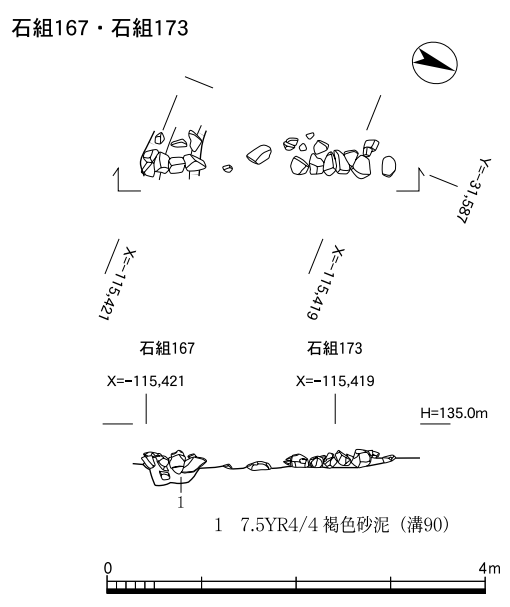 石組167・石組173
Y=-31,587
X=-115,421
X=-115,419
石組167
石組173
X=-115,421
X=-115,419
H=135.0m
1
1 7.5YR4/4 褐色砂泥（溝90）
0
4m